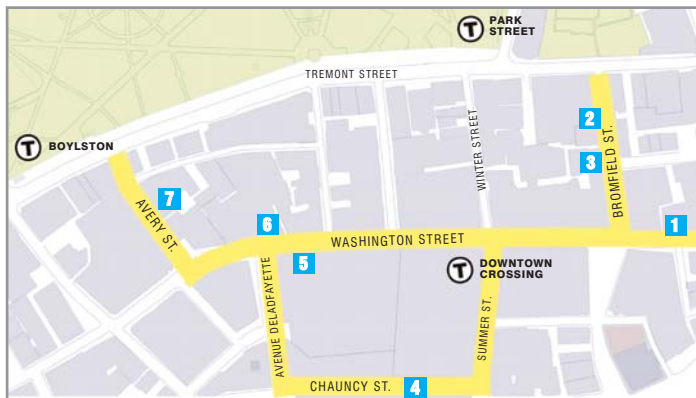 T
PARK
STREET
TREMONT STREET
T
BOYLSTON
WINTER STREET
2
BROMFIELD ST.
3
7
AVERY ST.
6
WASHINGTON STREET
1
5
T
DOWNTOWN
CROSSING
AVENUE DELADFAYETTE
SUMMER ST.
CHAUNCY ST.
4